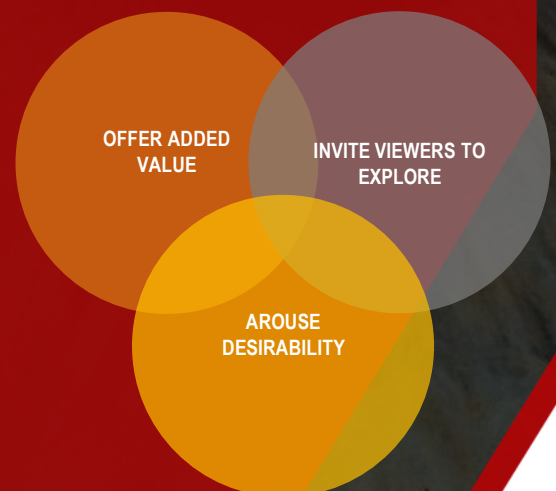 OFFER ADDED
VALUE
INVITE VIEWERS TO
EXPLORE
AROUSE
DESIRABILITY